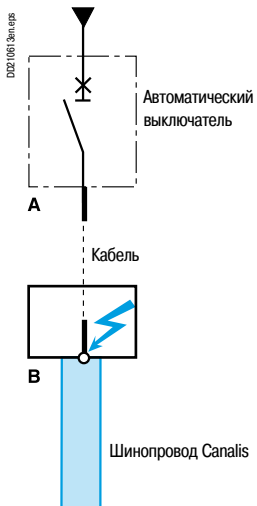 DD210613en.eps
Автоматический
выключатель
A
Кабель
B
Шинопровод Canalis